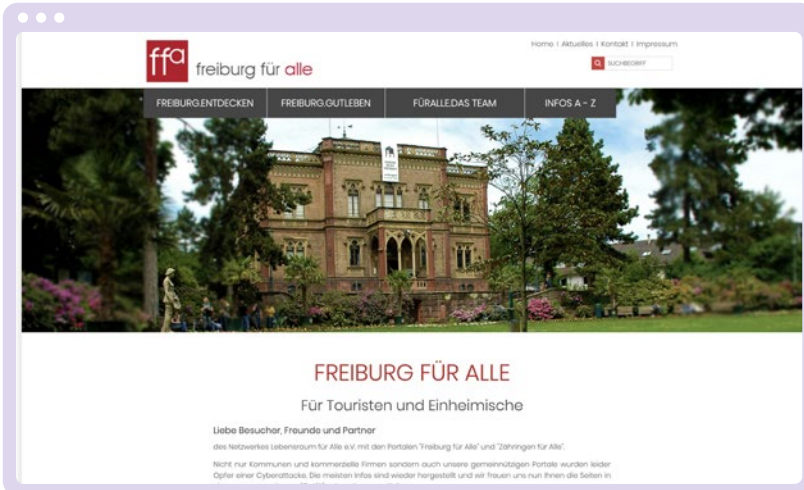 Home | Aktuelles | Kontakt | Impressum
ffa freiburg für alle
SUCHBEGRIFF
FREIBURG.ENTDECKEN FREIBURG.GUTLEBEN FÜRALLE.DAS TEAM INFOS A - Z
FREIBURG FÜR ALLE
Für Touristen und Einheimische
Liebe Besucher, Freunde und Partner
des Netzwerkes Lebensraum für Alle e.V. mit den Portalen "Freiburg für Alle" und "Zähringen für Alle".
Nicht nur Kommunen und kommerzielle Firmen sondern auch unsere gemeinnützigen Portale wurden leider
Opfer einer Cyberattacke. Die meisten Infos sind wieder hergestellt und wir freuen uns nun Ihnen die Seiten in